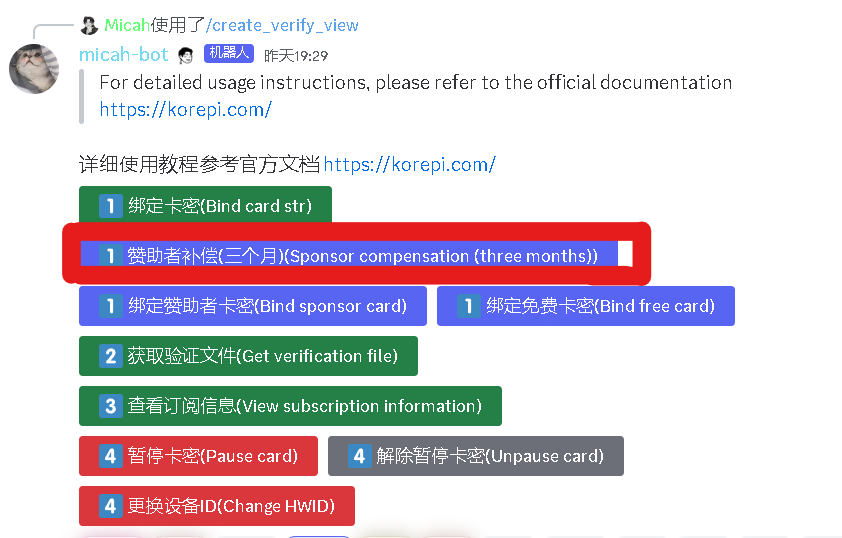 Micah使用了/create_verify_view
micah-bot 机器人 昨天19:29
For detailed usage instructions, please refer to the official documentation
https://korepi.com/
详细使用教程参考官方文档 https://korepi.com/
1 绑定卡密(Bind card str)
1 赞助者补偿(三个月)(Sponsor compensation (three months))
1 绑定赞助者卡密(Bind sponsor card) 1 绑定免费卡密(Bind free card)
2 获取验证文件(Get verification file)
3 查看订阅信息(View subscription information)
4 暂停卡密(Pause card) 4 解除暂停卡密(Unpause card)
4 更换设备ID(Change HWID)